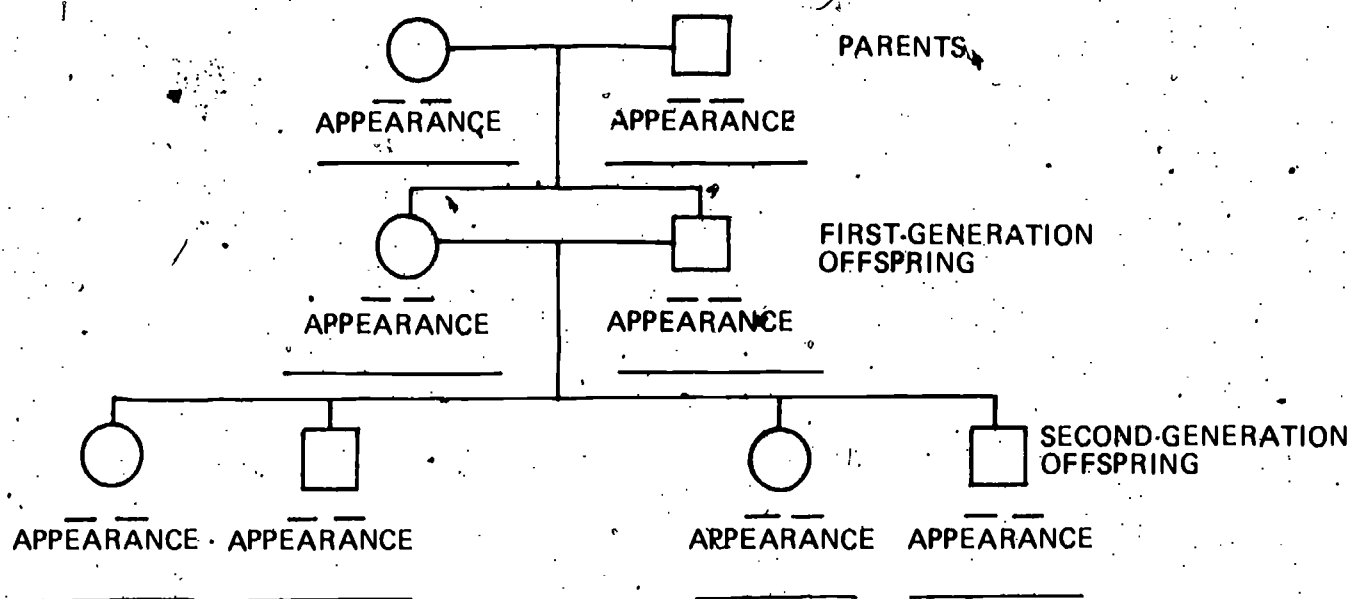 PARENTS
APPEARANCE APPEARANCE
FIRST-GENERATION
OFFSPRING
APPEARANCE APPEARANCE
SECOND-GENERATION
OFFSPRING
APPEARANCE APPEARANCE APPEARANCE APPEARANCE